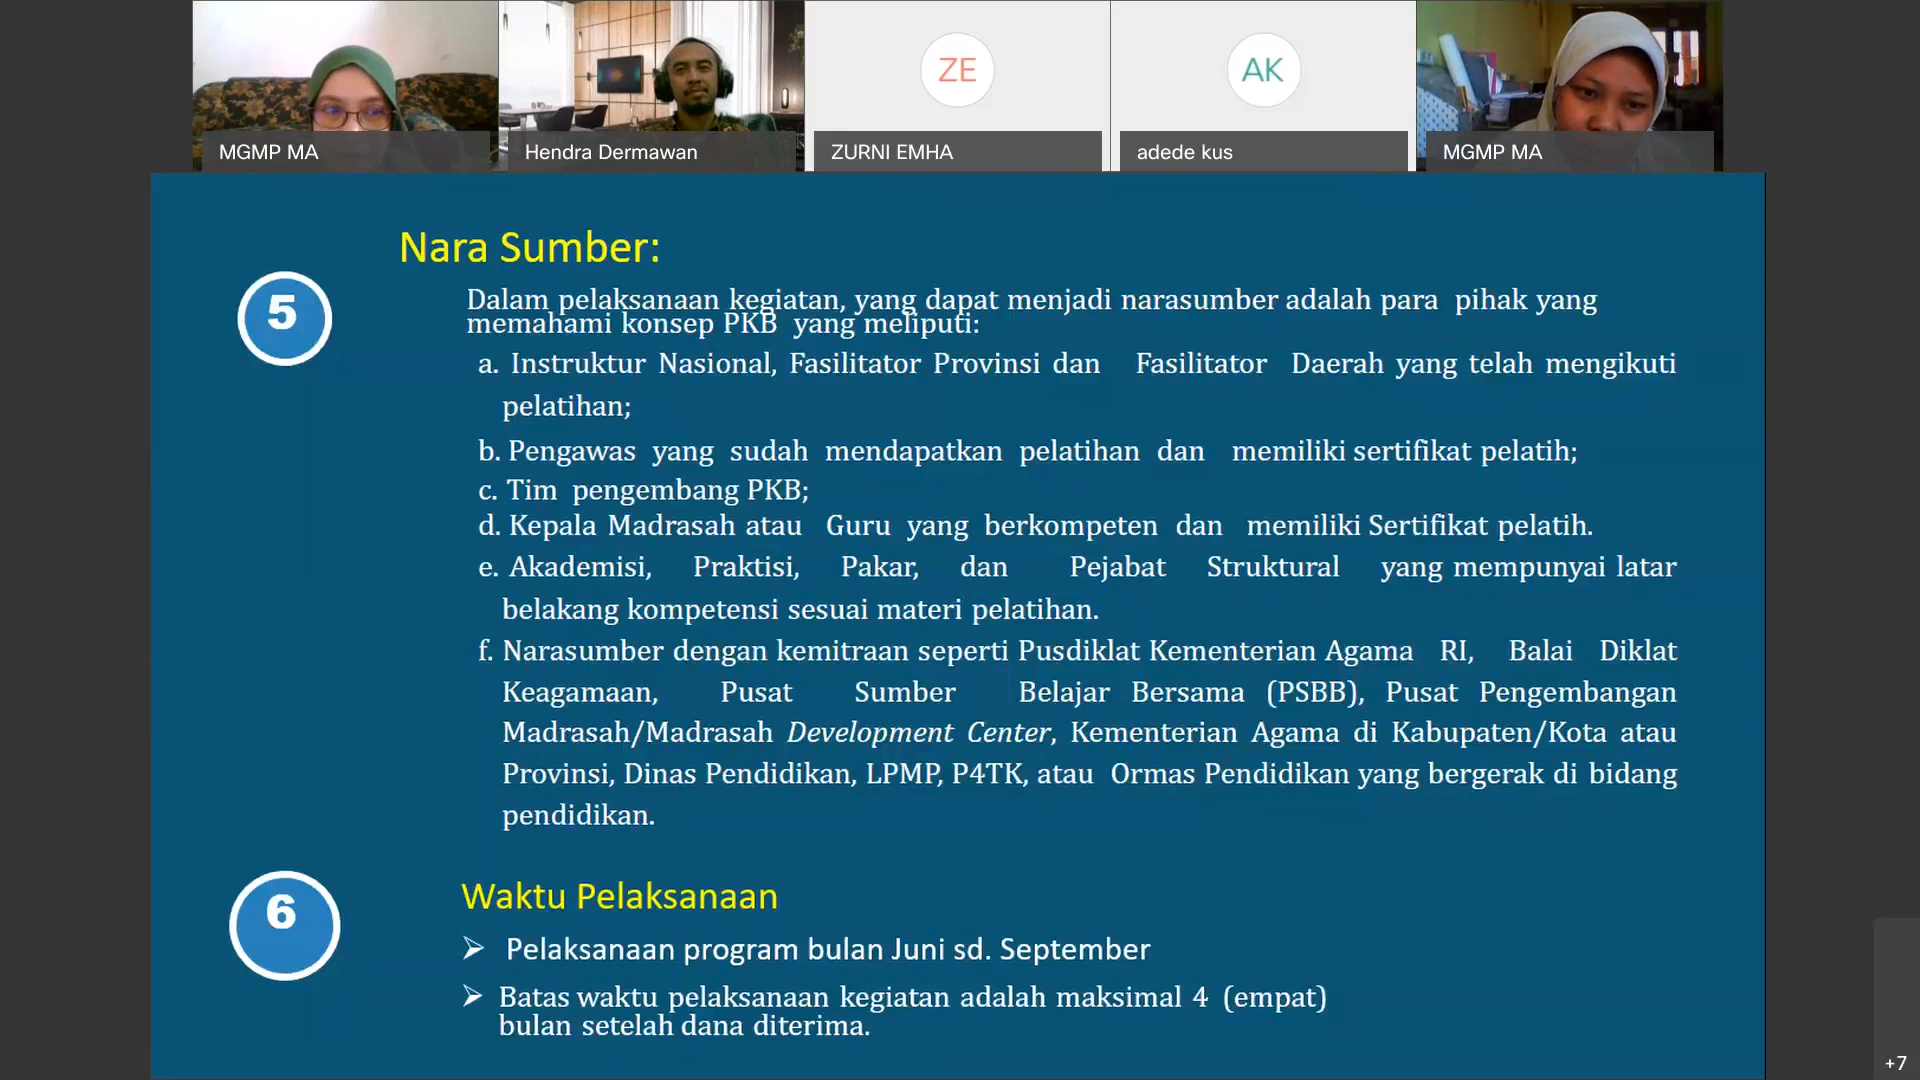 ZE
AK
MGMP MA
Hendra Dermawan
ZURNI EMHA
adede kus
MGMP MA
5
Nara Sumber:
Dalam pelaksanaan kegiatan, yang dapat menjadi narasumber adalah para pihak yang
memahami konsep PKB yang meliputi:
a. Instruktur Nasional, Fasilitator Provinsi dan Fasilitator Daerah yang telah mengikuti
pelatihan;
b. Pengawas yang sudah mendapatkan pelatihan dan memiliki sertifikat pelatih;
c. Tim pengembang PKB;
d. Kepala Madrasah atau Guru yang berkompeten dan memiliki Sertifikat pelatih.
e. Akademisi, Praktisi, Pakar, dan Pejabat Struktural yang mempunyai latar
belakang kompetensi sesuai materi pelatihan.
f. Narasumber dengan kemitraan seperti Pusdiklat Kementerian Agama RI, Balai Diklat
Keagamaan, Pusat Sumber Belajar Bersama (PSBB), Pusat Pengembangan
Madrasah/Madrasah Development Center, Kementerian Agama di Kabupaten/Kota atau
Provinsi, Dinas Pendidikan, LPMP, P4TK, atau Ormas Pendidikan yang bergerak di bidang
pendidikan.
6
Waktu Pelaksanaan
➢ Pelaksanaan program bulan Juni sd. September
➢ Batas waktu pelaksanaan kegiatan adalah maksimal 4 (empat)
bulan setelah dana diterima.
+7